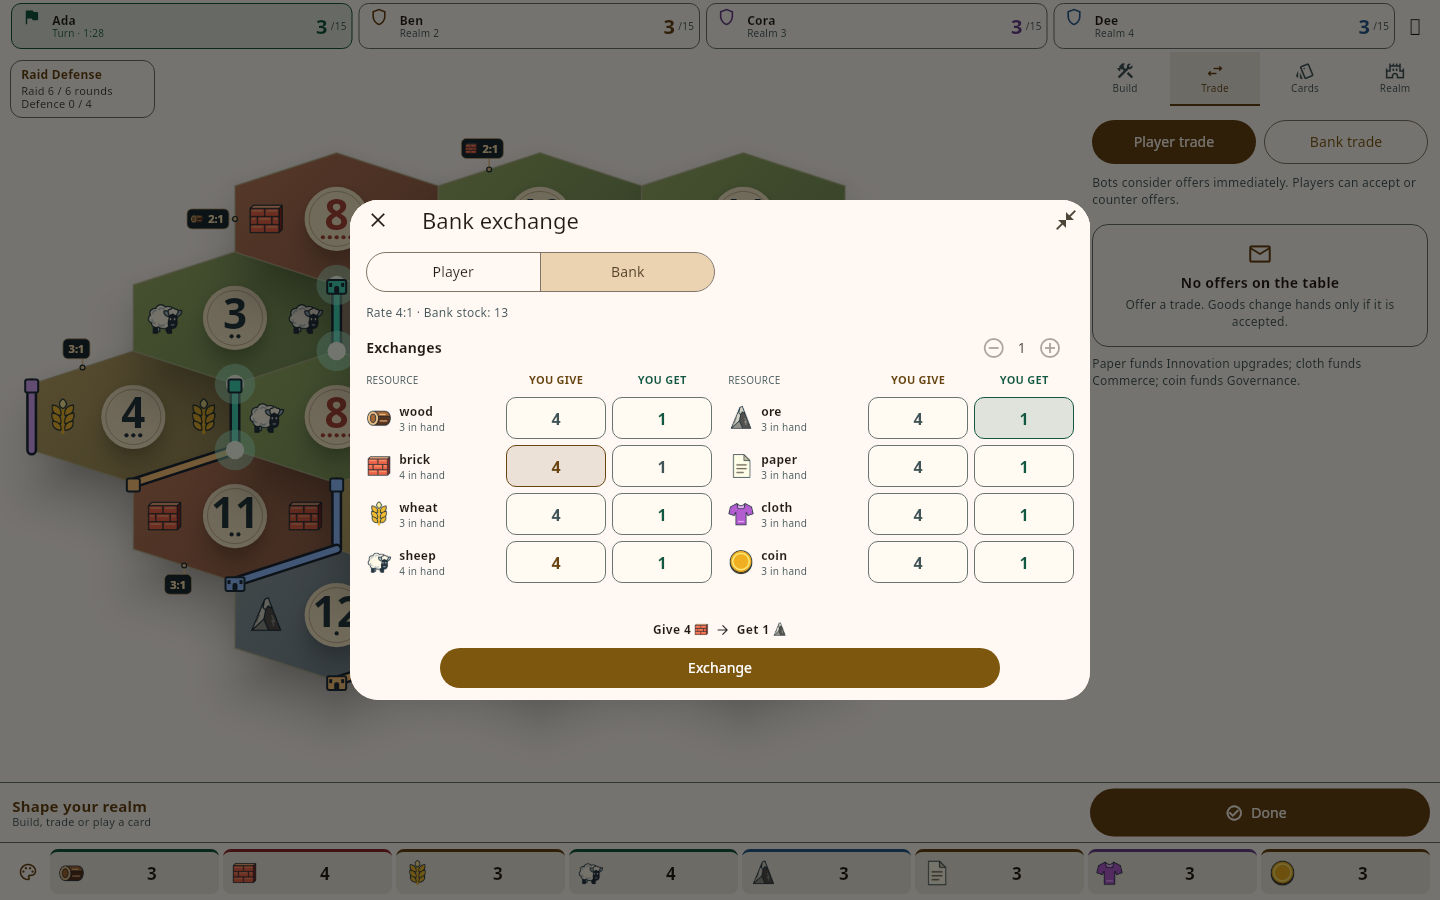 Ada
Turn · 1:28
3 /15
Ben
Realm 2
3 /15
Cora
Realm 3
3 /15
Dee
Realm 4
3 /15
Raid Defense
Raid 6 / 6 rounds
Defence 0 / 4
Build
Trade
Cards
Realm
Player trade
Bank trade
Bots consider offers immediately. Players can accept or
counter offers.
No offers on the table
Offer a trade. Goods change hands only if it is
accepted.
Paper funds Innovation upgrades; cloth funds
Commerce; coin funds Governance.
2:1
2:1
8
3
3:1
4
8
11
3:1
12
Bank exchange
Player
Bank
Rate 4:1 · Bank stock: 13
Exchanges
1
RESOURCE YOU GIVE YOU GET RESOURCE YOU GIVE YOU GET
wood
3 in hand
4 1
ore
3 in hand
4 1
brick
4 in hand
4 1
paper
3 in hand
4 1
wheat
3 in hand
4 1
cloth
3 in hand
4 1
sheep
4 in hand
4 1
coin
3 in hand
4 1
Give 4 → Get 1
Exchange
Shape your realm
Build, trade or play a card
Done
3 4 3 4 3 3 3 3